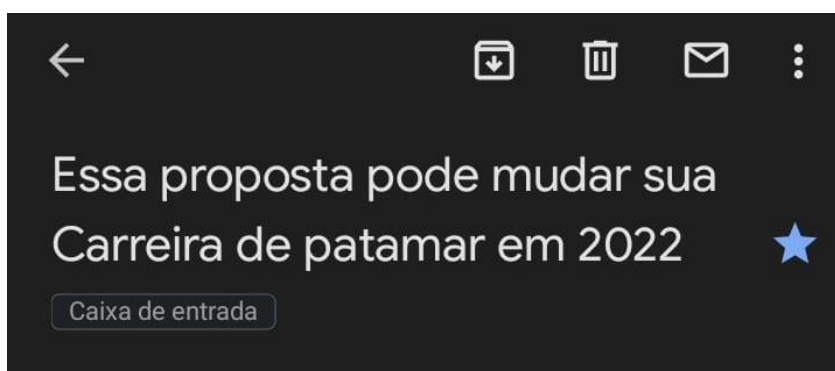 Essa proposta pode mudar sua
Carreira de patamar em 2022
Caixa de entrada